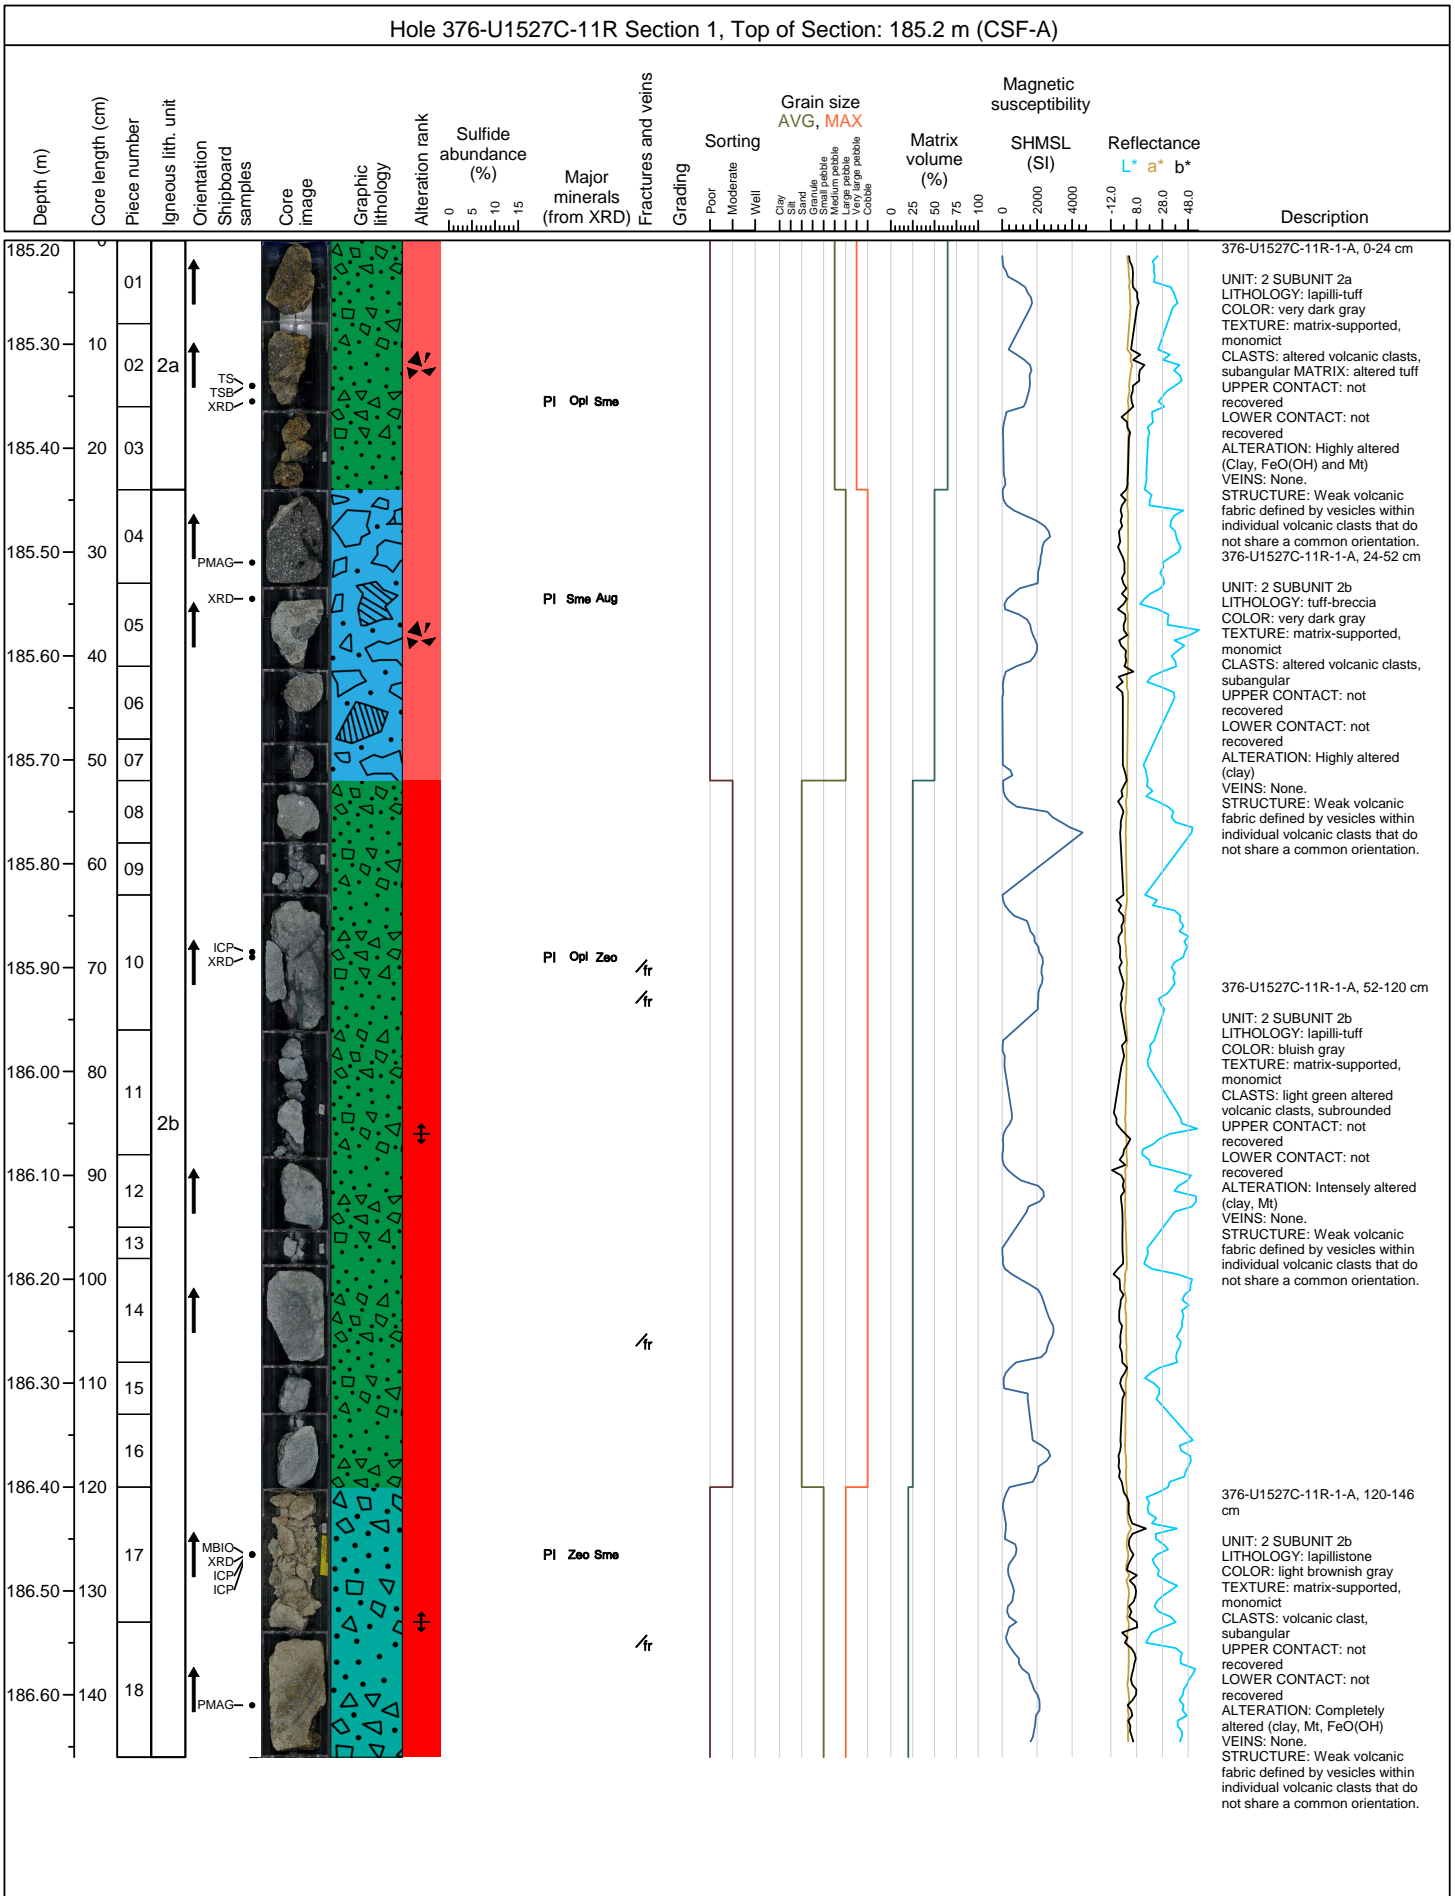 Hole 376-U1527C-11R Section 1, Top of Section: 185.2 m (CSF-A)
Depth (m)
Core length (cm)
Piece number
Igneous lith. unit
Orientation
Shipboard
samples
Core
image
Graphic
lithology
Alteration rank
Sulfide
abundance
(%)
0 5 10 15
Major
minerals
(from XRD)
Fractures and veins
Grading
Sorting
Poor
Moderate
Well
Grain size
AVG, MAX
Clay
Silt
Sand
Granule
Small pebble
Medium pebble
Large pebble
Very large pebble
Cobble
Matrix
volume
(%)
0 25 50 75 100
Magnetic
susceptibility
SHMSL
(SI)
0 2000 4000
Reflectance
L* a* b*
-12.0 8.0 28.0 48.0
Description
185.20
185.30
185.40
185.50
185.60
185.70
185.80
185.90
186.00
186.10
186.20
186.30
186.40
186.50
186.60
0
10
20
30
40
50
60
70
80
90
100
110
120
130
140
01
02
03
04
05
06
07
08
09
10
11
12
13
14
15
16
17
18
2a
2b
TS
TSB
XRD
PMAG
XRD
ICP
XRD
MBIO
XRD
ICP
ICP
PMAG
Pl Opl Sme
Pl Sme Aug
Pl Opl Zeo
Pl Zeo Sme
fr
fr
fr
fr
376-U1527C-11R-1-A, 0-24 cm
UNIT: 2 SUBUNIT 2a
LITHOLOGY: lapilli-tuff
COLOR: very dark gray
TEXTURE: matrix-supported,
monomict
CLASTS: altered volcanic clasts,
subangular MATRIX: altered tuff
UPPER CONTACT: not
recovered
LOWER CONTACT: not
recovered
ALTERATION: Highly altered
(Clay, FeO(OH) and Mt)
VEINS: None.
STRUCTURE: Weak volcanic
fabric defined by vesicles within
individual volcanic clasts that do
not share a common orientation.
376-U1527C-11R-1-A, 24-52 cm
UNIT: 2 SUBUNIT 2b
LITHOLOGY: tuff-breccia
COLOR: very dark gray
TEXTURE: matrix-supported,
monomict
CLASTS: altered volcanic clasts,
subangular
UPPER CONTACT: not
recovered
LOWER CONTACT: not
recovered
ALTERATION: Highly altered
(clay)
VEINS: None.
STRUCTURE: Weak volcanic
fabric defined by vesicles within
individual volcanic clasts that do
not share a common orientation.
376-U1527C-11R-1-A, 52-120 cm
UNIT: 2 SUBUNIT 2b
LITHOLOGY: lapilli-tuff
COLOR: bluish gray
TEXTURE: matrix-supported,
monomict
CLASTS: light green altered
volcanic clasts, subrounded
UPPER CONTACT: not
recovered
LOWER CONTACT: not
recovered
ALTERATION: Intensely altered
(clay, Mt)
VEINS: None.
STRUCTURE: Weak volcanic
fabric defined by vesicles within
individual volcanic clasts that do
not share a common orientation.
376-U1527C-11R-1-A, 120-146
cm
UNIT: 2 SUBUNIT 2b
LITHOLOGY: lapillistone
COLOR: light brownish gray
TEXTURE: matrix-supported,
monomict
CLASTS: volcanic clast,
subangular
UPPER CONTACT: not
recovered
LOWER CONTACT: not
recovered
ALTERATION: Completely
altered (clay, Mt, FeO(OH)
VEINS: None.
STRUCTURE: Weak volcanic
fabric defined by vesicles within
individual volcanic clasts that do
not share a common orientation.